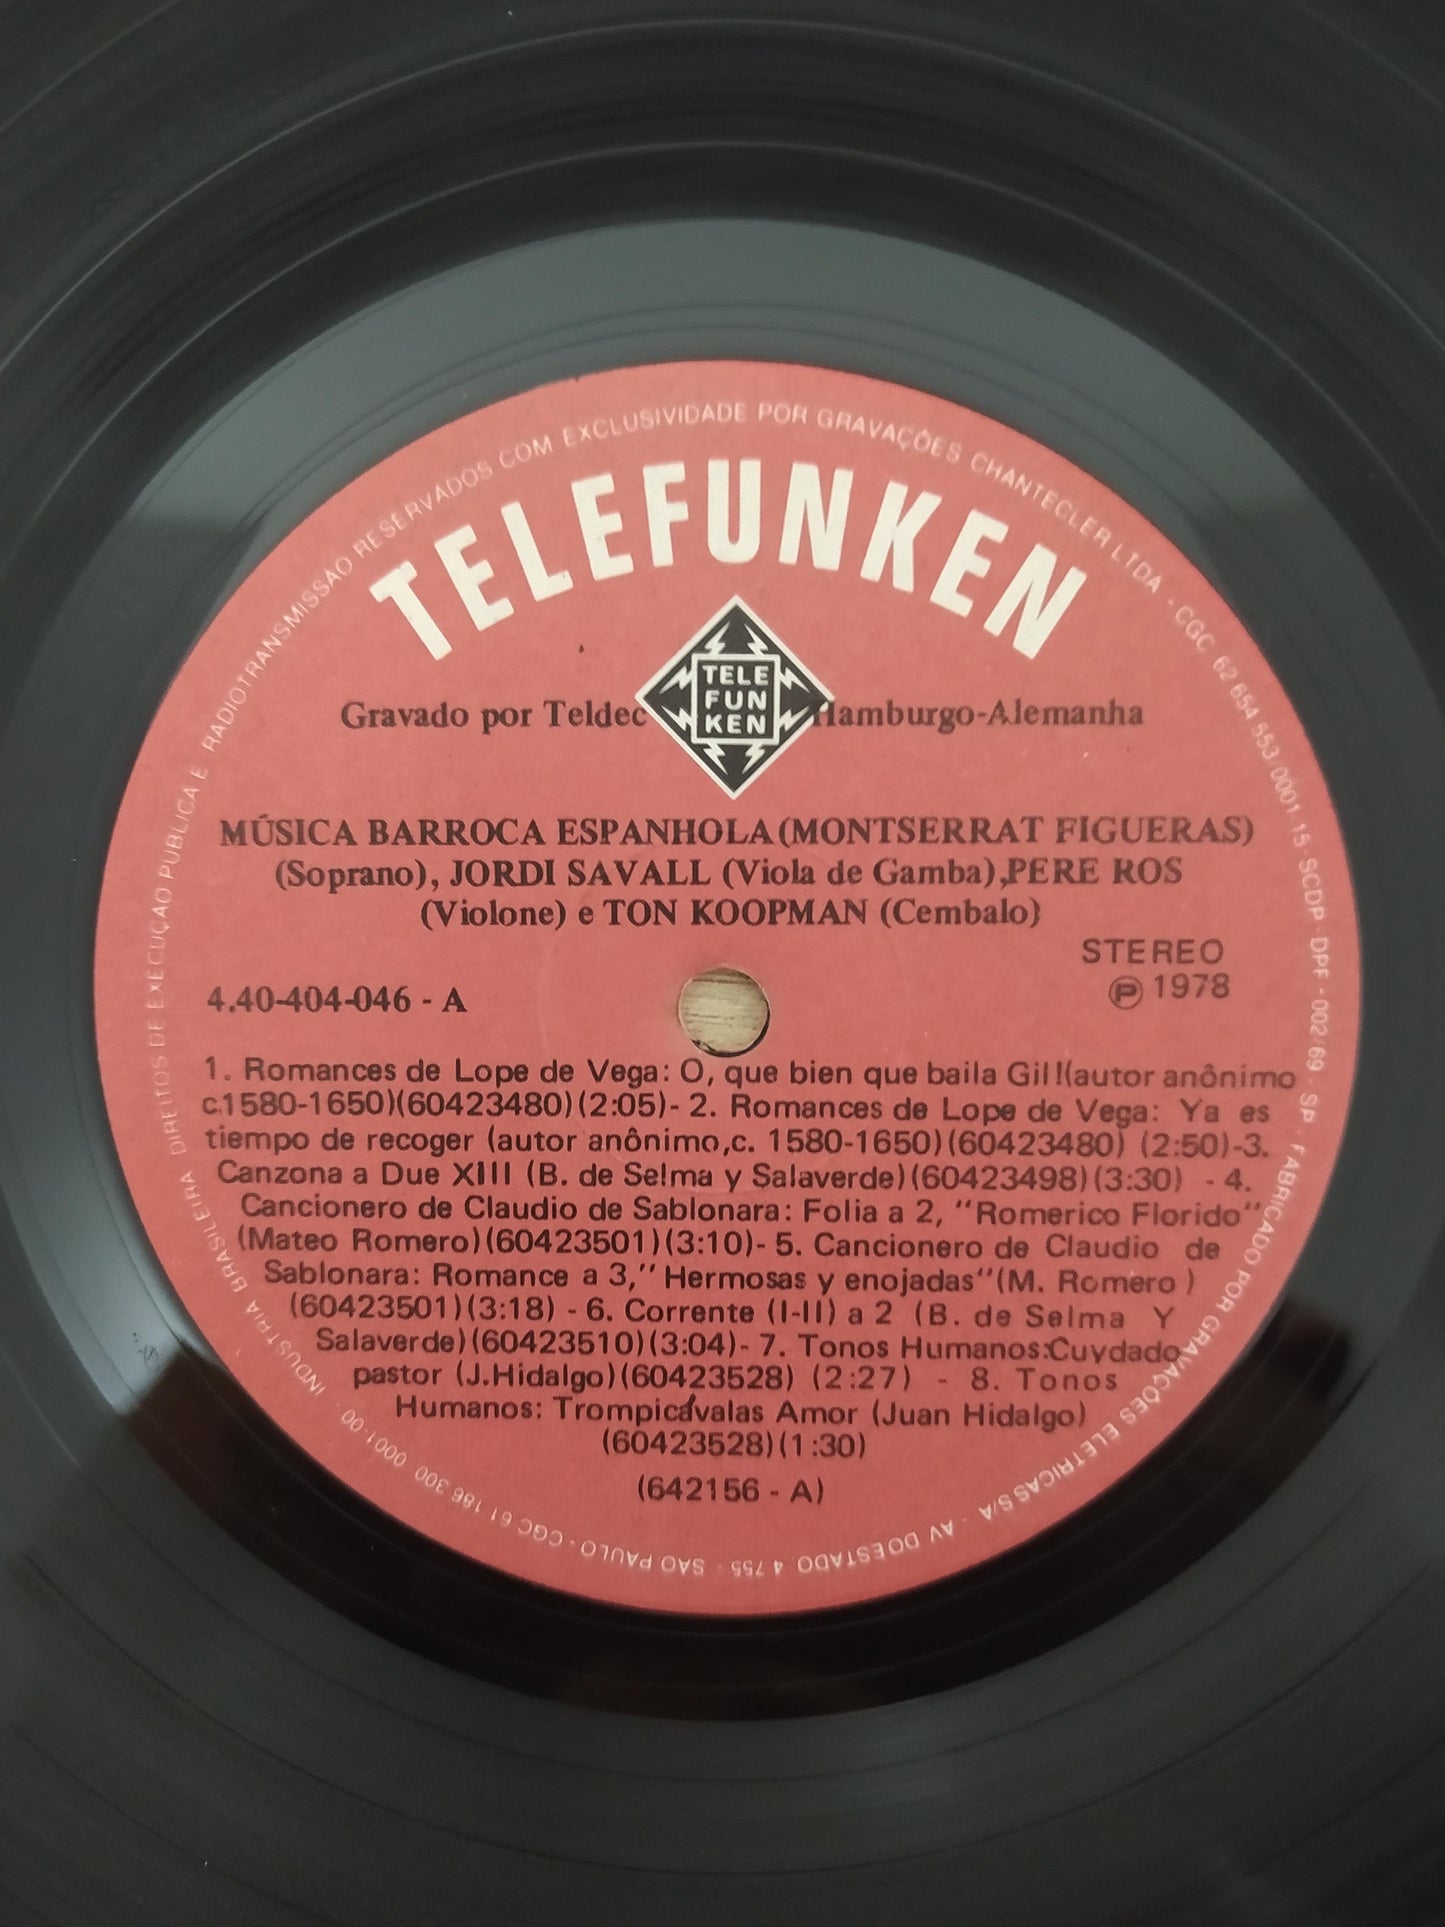 DIREITOS DE EXECUÇÃO PUBLICA E RADIOTRANSMISSÃO RESERVADOS COM EXCLUSIVIDADE POR GRAVAÇÕES CHANTECLER LTDA - CGC 62 654 553/0001-15 - SCDP - DPF - 002/69 - SP - FABRICADO POR GRAVAÇÕES ELETRICAS S/A - AV DO ESTADO 4 755 - SAO PAULO - CGC 61 186 300 0001-00 - INDUSTRIA BRASILEIRA
TELEFUNKEN
TELE
FUN
KEN
Gravado por Teldec Hamburgo-Alemanha
MÚSICA BARROCA ESPANHOLA(MONTSERRAT FIGUERAS)
(Soprano), JORDI SAVALL (Viola de Gamba),PERE ROS
(Violone) e TON KOOPMAN (Cembalo)
STEREO
Ⓟ 1978
4.40-404-046 - A
1. Romances de Lope de Vega: O, que bien que baila Gil!(autor anônimo
c.1580-1650)(60423480)(2:05)- 2. Romances de Lope de Vega: Ya es
tiempo de recoger (autor anônimo,c. 1580-1650)(60423480) (2:50)-3.
Canzona a Due XIII (B. de Selma y Salaverde)(60423498)(3:30) - 4.
Cancionero de Claudio de Sablonara: Folia a 2, "Romerico Florido"
(Mateo Romero)(60423501)(3:10)- 5. Cancionero de Claudio de
Sablonara: Romance a 3,"Hermosas y enojadas"(M. Romero )
(60423501)(3:18) - 6. Corrente (I-II) a 2 (B. de Selma Y
Salaverde)(60423510)(3:04)- 7. Tonos Humanos:Cuydado
pastor (J.Hidalgo)(60423528) (2:27) - 8. Tonos
Humanos: Trompicávalas Amor (Juan Hidalgo)
(60423528)(1:30)
(642156 - A)